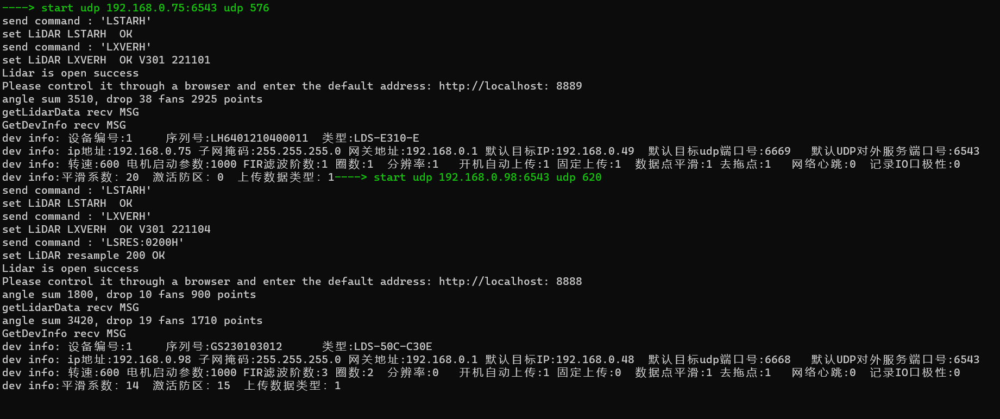 ----> start udp 192.168.0.75:6543 udp 576
send command : 'LSTARH'
set LiDAR LSTARH  OK
send command : 'LXVERH'
set LiDAR LXVERH  OK V301 221101
Lidar is open success
Please control it through a browser and enter the default address: http://localhost: 8889
angle sum 3510, drop 38 fans 2925 points
getLidarData recv MSG
GetDevInfo recv MSG
dev info: 设备编号:1     序列号:LH6401210400011  类型:LDS-E310-E
dev info: ip地址:192.168.0.75 子网掩码:255.255.255.0 网关地址:192.168.0.1 默认目标IP:192.168.0.49  默认目标udp端口号:6669   默认UDP对外服务端口号:6543
dev info: 转速:600 电机启动参数:1000 FIR滤波阶数:1 圈数:1  分辨率:1   开机自动上传:1 固定上传:1  数据点平滑:1 去拖点:1   网络心跳:0  记录IO口极性:0
dev info:平滑系数: 20  激活防区: 0  上传数据类型: 1----> start udp 192.168.0.98:6543 udp 620
send command : 'LSTARH'
set LiDAR LSTARH  OK
send command : 'LXVERH'
set LiDAR LXVERH  OK V301 221104
send command : 'LSRES:0200H'
set LiDAR resample 200 OK
Lidar is open success
Please control it through a browser and enter the default address: http://localhost: 8888
angle sum 1800, drop 10 fans 900 points
getLidarData recv MSG
angle sum 3420, drop 19 fans 1710 points
GetDevInfo recv MSG
dev info: 设备编号:1     序列号:GS230103012      类型:LDS-50C-C30E
dev info: ip地址:192.168.0.98 子网掩码:255.255.255.0 网关地址:192.168.0.1 默认目标IP:192.168.0.48  默认目标udp端口号:6668   默认UDP对外服务端口号:6543
dev info: 转速:600 电机启动参数:1000 FIR滤波阶数:3 圈数:2  分辨率:0   开机自动上传:1 固定上传:0  数据点平滑:1 去拖点:1   网络心跳:0  记录IO口极性:0
dev info:平滑系数: 14  激活防区: 15  上传数据类型: 1